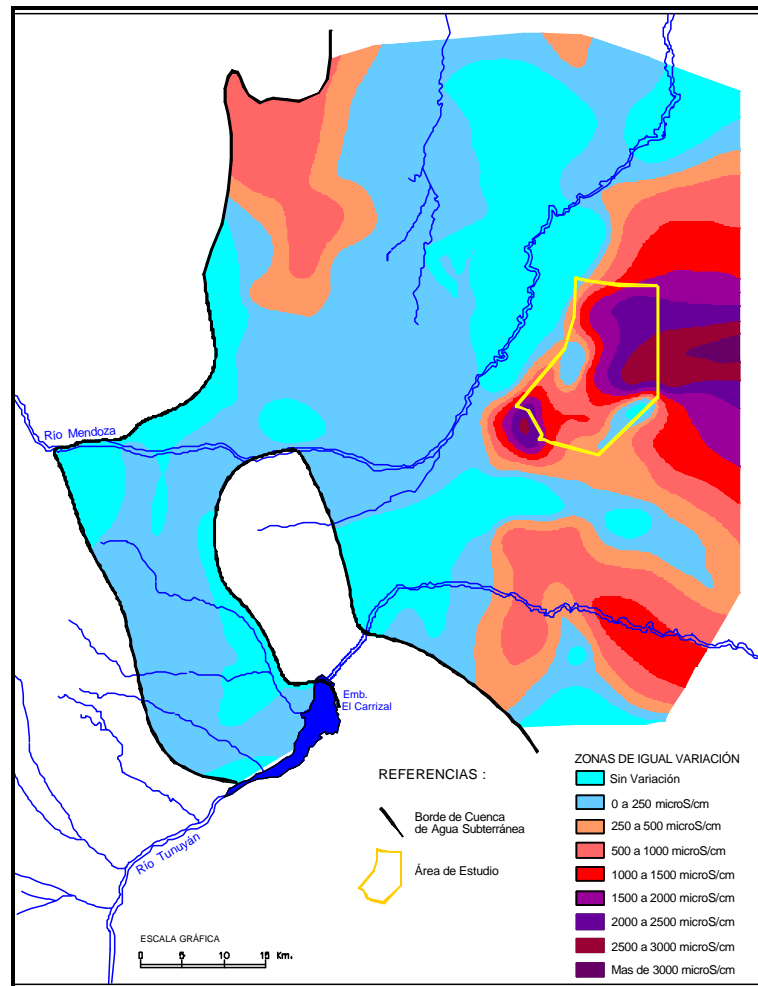 Río Mendoza
Emb.
El Carrizal
Río Tunuyán
REFERENCIAS :
Borde de Cuenca
de Agua Subterránea
Área de Estudio
ESCALA GRÁFICA
0 5 10 15 Km.
ZONAS DE IGUAL VARIACIÓN
Sin Variación
0 a 250 microS/cm
250 a 500 microS/cm
500 a 1000 microS/cm
1000 a 1500 microS/cm
1500 a 2000 microS/cm
2000 a 2500 microS/cm
2500 a 3000 microS/cm
Mas de 3000 microS/cm